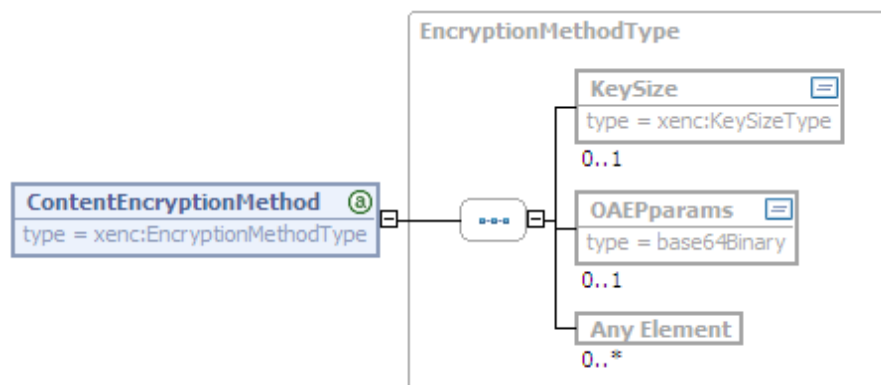 EncryptionMethodType
KeySize
type = xenc:KeySizeType
0..1
ContentEncryptionMethod a
type = xenc:EncryptionMethodType
OAEPparams
type = base64Binary
0..1
Any Element
0..*